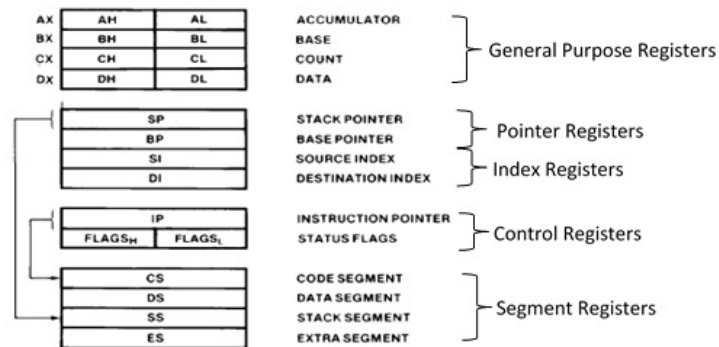 AX AH AL ACCUMULATOR
BX BH BL BASE
CX CH CL COUNT
DX DH DL DATA
General Purpose Registers
SP STACK POINTER
BP BASE POINTER
Pointer Registers
SI SOURCE INDEX
DI DESTINATION INDEX
Index Registers
IP INSTRUCTION POINTER
FLAGSH FLAGSL STATUS FLAGS
Control Registers
CS CODE SEGMENT
DS DATA SEGMENT
SS STACK SEGMENT
ES EXTRA SEGMENT
Segment Registers